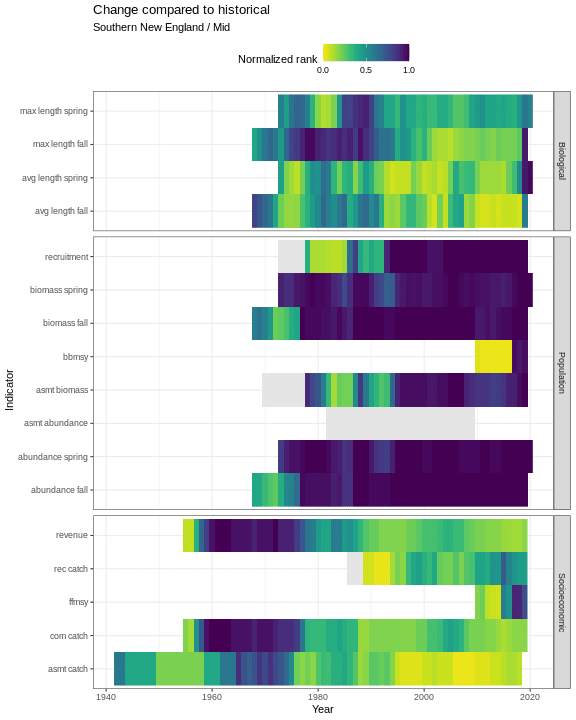 Change compared to historical
Southern New England / Mid
Normalized rank
0.0 0.5 1.0
max length spring
max length fall
avg length spring
avg length fall
Biological
recruitment
biomass spring
biomass fall
bbmsy
asmt biomass
asmt abundance
abundance spring
abundance fall
Population
revenue
rec catch
ffmsy
com catch
asmt catch
Socioeconomic
Indicator
1940 1960 1980 2000 2020
Year